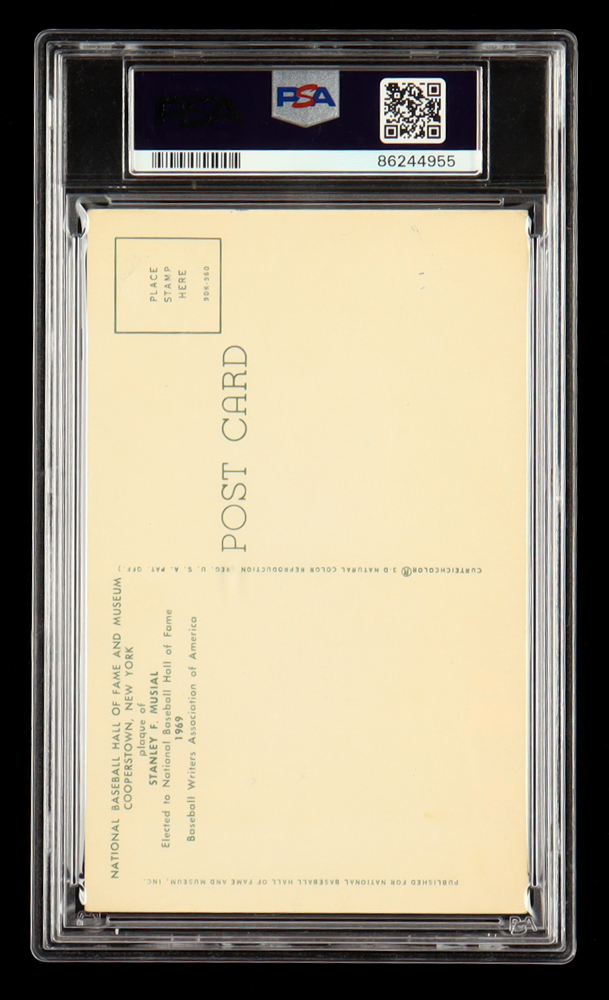 PSA
86244955
PLACE
STAMP
HERE
POST CARD
CURTEICHCOLOR® 3-D NATURAL COLOR REPRODUCTION (REG. U. S. A. PAT. OFF.)
NATIONAL BASEBALL HALL OF FAME AND MUSEUM
COOPERSTOWN, NEW YORK
plaque of
STANLEY F. MUSIAL
Elected to National Baseball Hall of Fame
1969
Baseball Writers Association of America
PUBLISHED FOR NATIONAL BASEBALL HALL OF FAME AND MUSEUM, INC.